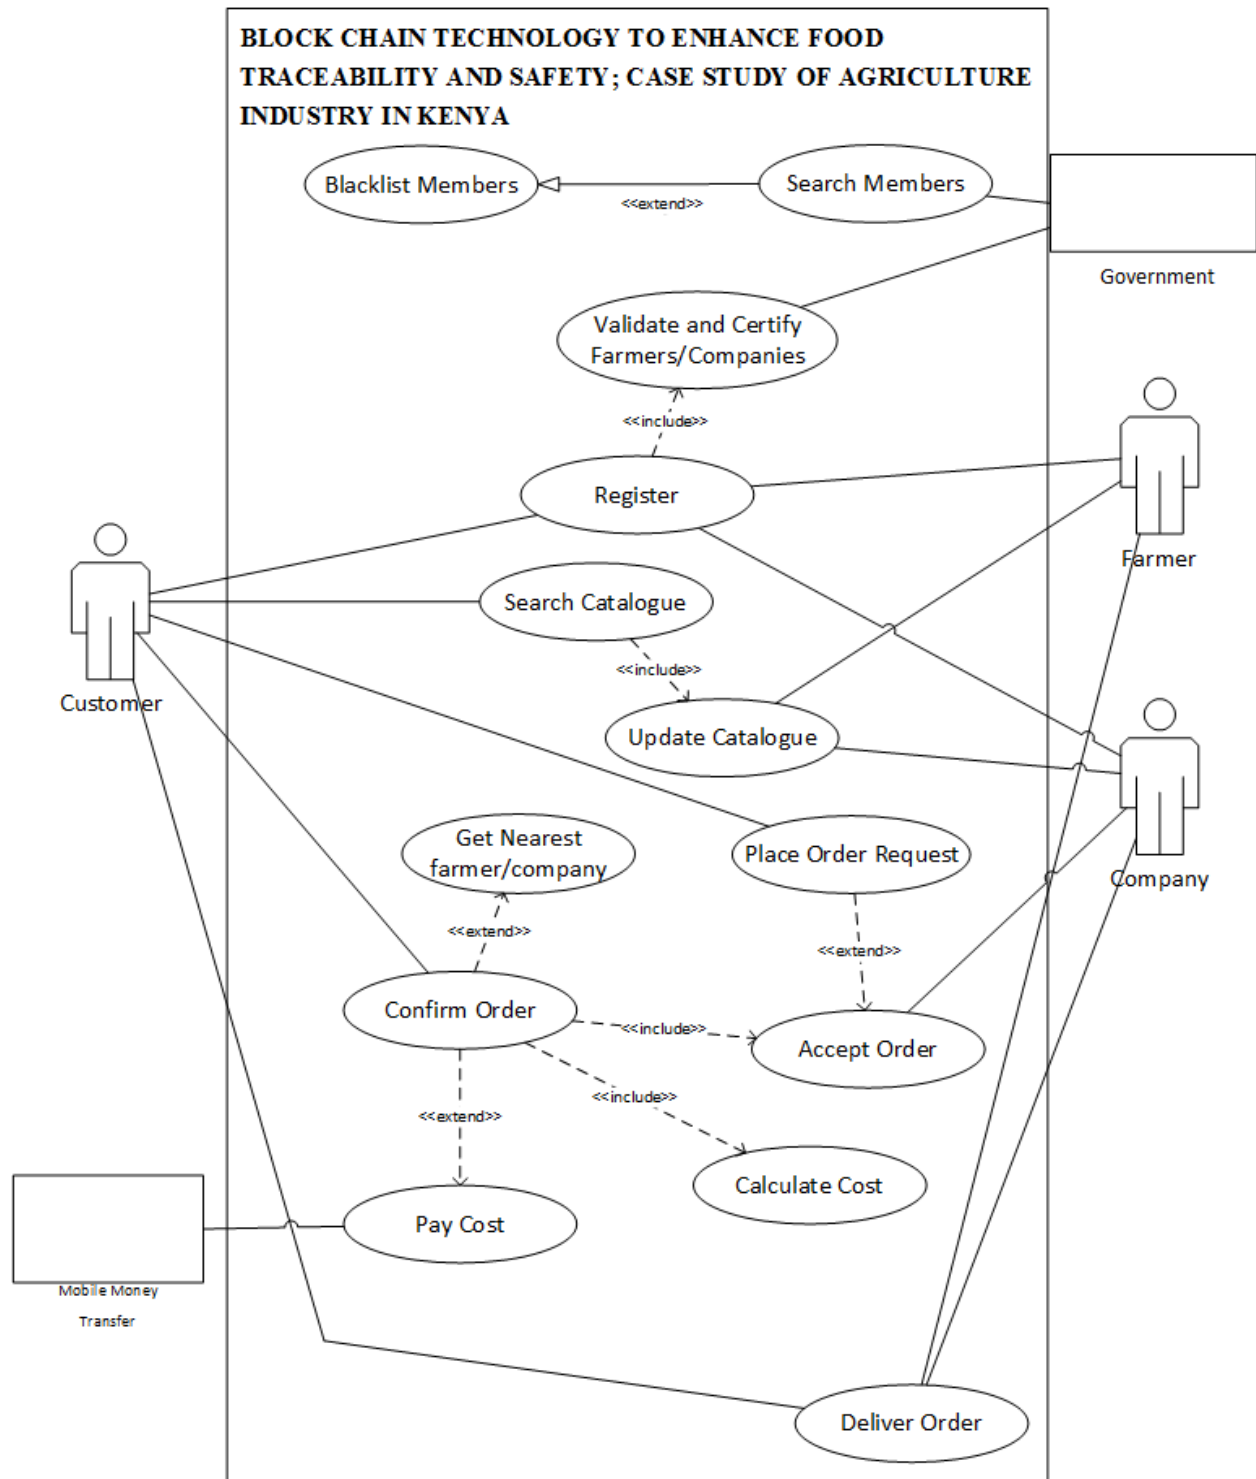 BLOCK CHAIN TECHNOLOGY TO ENHANCE FOOD
TRACEABILITY AND SAFETY; CASE STUDY OF AGRICULTURE
INDUSTRY IN KENYA
Blacklist Members
Search Members
<<extend>>
Government
Validate and Certify
Farmers/Companies
<<include>>
Register
Farmer
Search Catalogue
<<include>>
Customer
Update Catalogue
Get Nearest
farmer/company
Place Order Request
Company
<<extend>>
<<extend>>
Confirm Order
<<include>>
Accept Order
<<include>>
<<extend>>
Calculate Cost
Pay Cost
Mobile Money
Transfer
Deliver Order